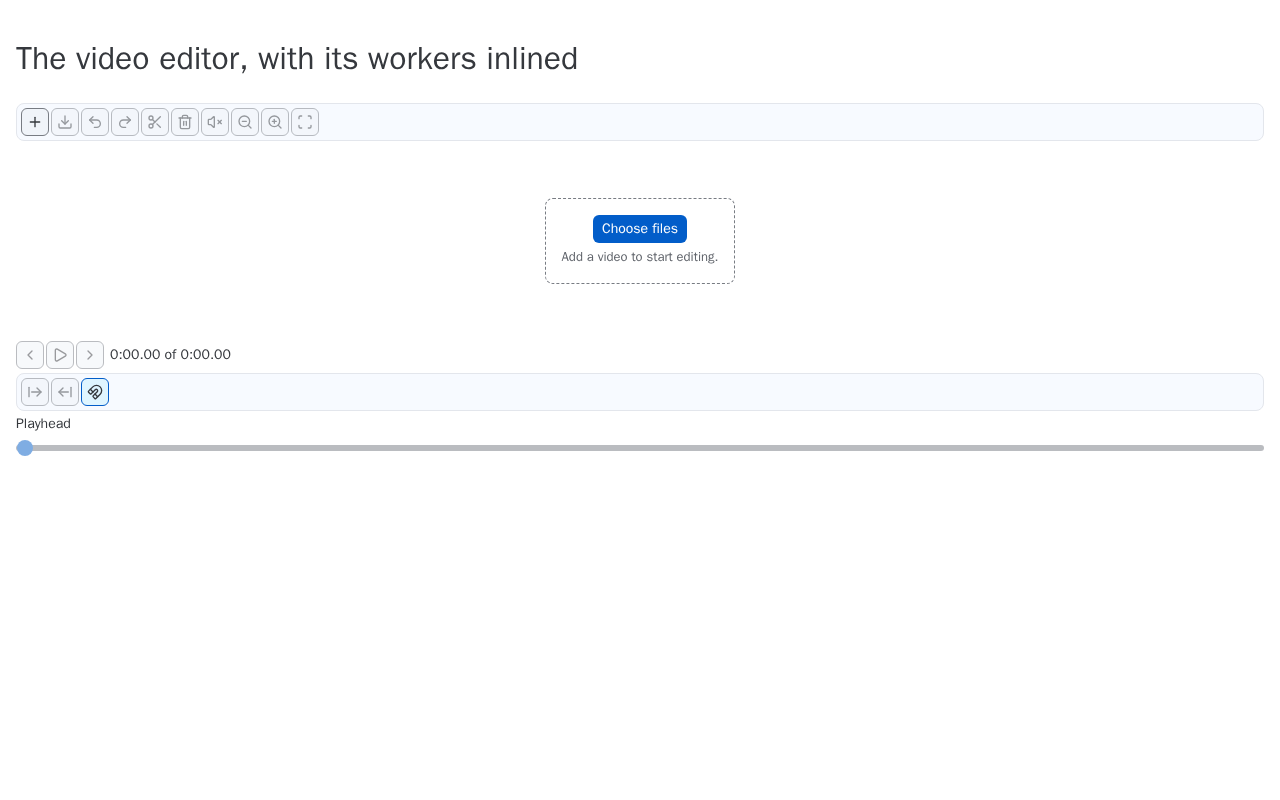 The video editor, with its workers inlined
Choose files
Add a video to start editing.
0:00.00 of 0:00.00
Playhead